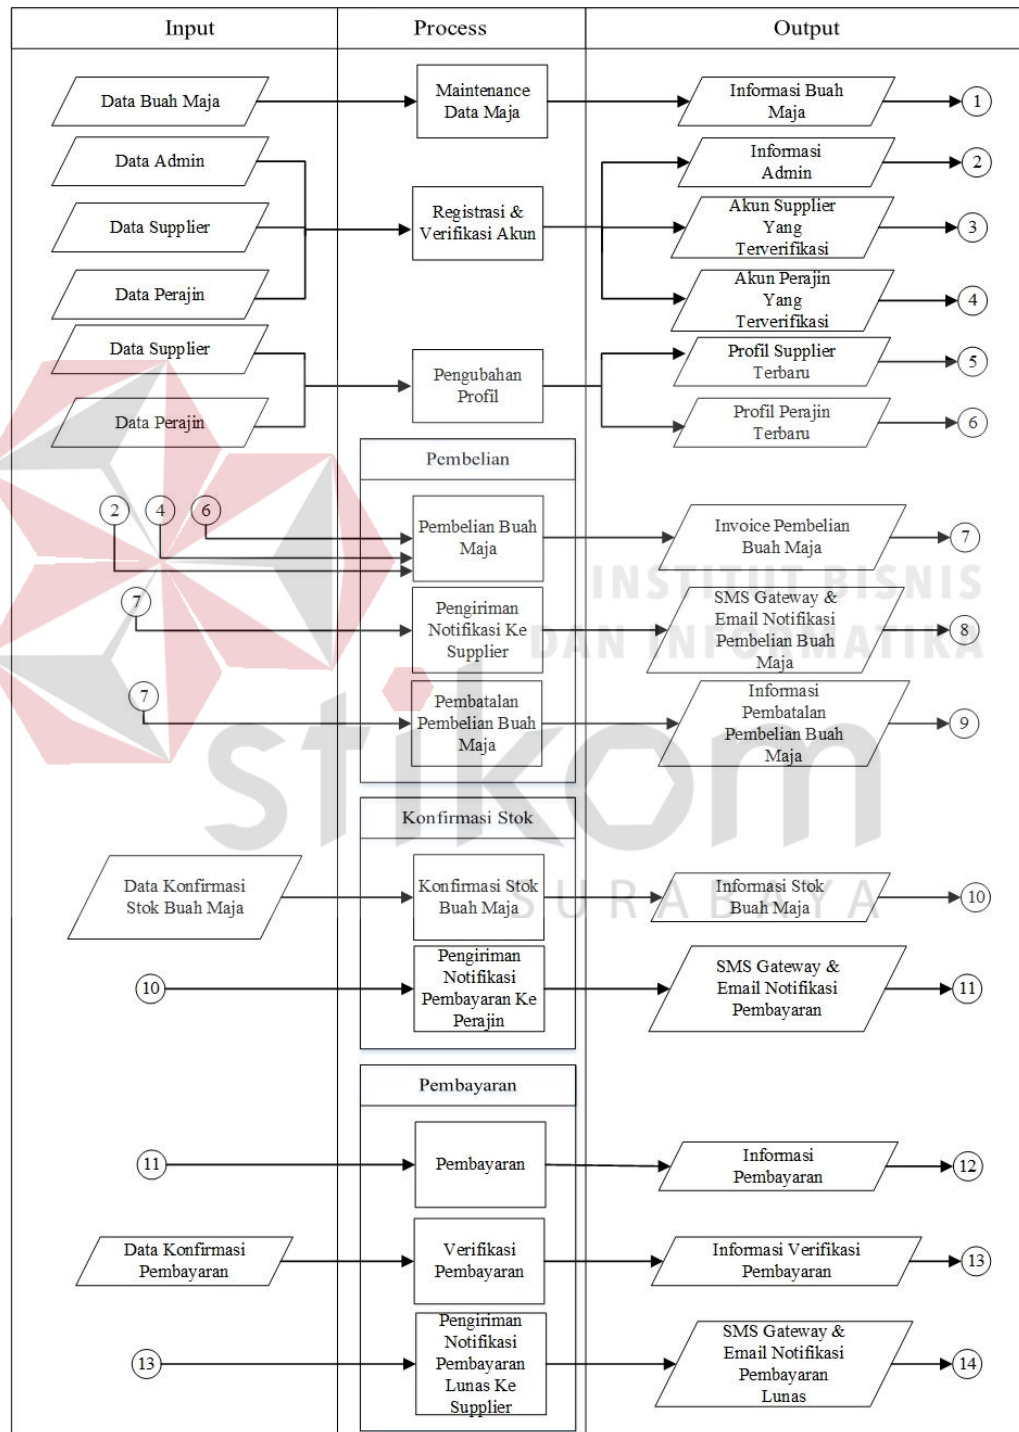 Input
Process
Output
Data Buah Maja
Maintenance
Data Maja
Informasi Buah
Maja
1
Data Admin
Data Supplier
Data Perajin
Registrasi &
Verifikasi Akun
Informasi
Admin
2
Akun Supplier
Yang
Terverifikasi
3
Akun Perajin
Yang
Terverifikasi
4
Data Supplier
Data Perajin
Pengubahan
Profil
Profil Supplier
Terbaru
5
Profil Perajin
Terbaru
6
Pembelian
2
4
6
Pembelian Buah
Maja
Invoice Pembelian
Buah Maja
7
7
Pengiriman
Notifikasi Ke
Supplier
SMS Gateway &
Email Notifikasi
Pembelian Buah
Maja
8
7
Pembatalan
Pembelian Buah
Maja
Informasi
Pembatalan
Pembelian Buah
Maja
9
Konfirmasi Stok
Data Konfirmasi
Stok Buah Maja
Konfirmasi Stok
Buah Maja
Informasi Stok
Buah Maja
10
10
Pengiriman
Notifikasi
Pembayaran Ke
Perajin
SMS Gateway &
Email Notifikasi
Pembayaran
11
Pembayaran
11
Pembayaran
Informasi
Pembayaran
12
Data Konfirmasi
Pembayaran
Verifikasi
Pembayaran
Informasi Verifikasi
Pembayaran
13
13
Pengiriman
Notifikasi
Pembayaran
Lunas Ke
Supplier
SMS Gateway &
Email Notifikasi
Pembayaran
Lunas
14
INSTITUT BISNIS
DAN INFORMATIKA
stikom
SURABAYA